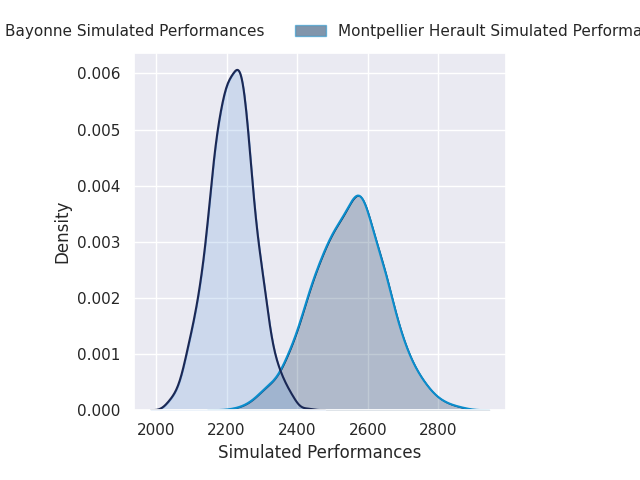 Bayonne Simulated Performances
Montpellier Herault Simulated Performa
0.006
0.005
0.004
0.003
0.002
0.001
0.000
Density
2000 2200 2400 2600 2800
Simulated Performances